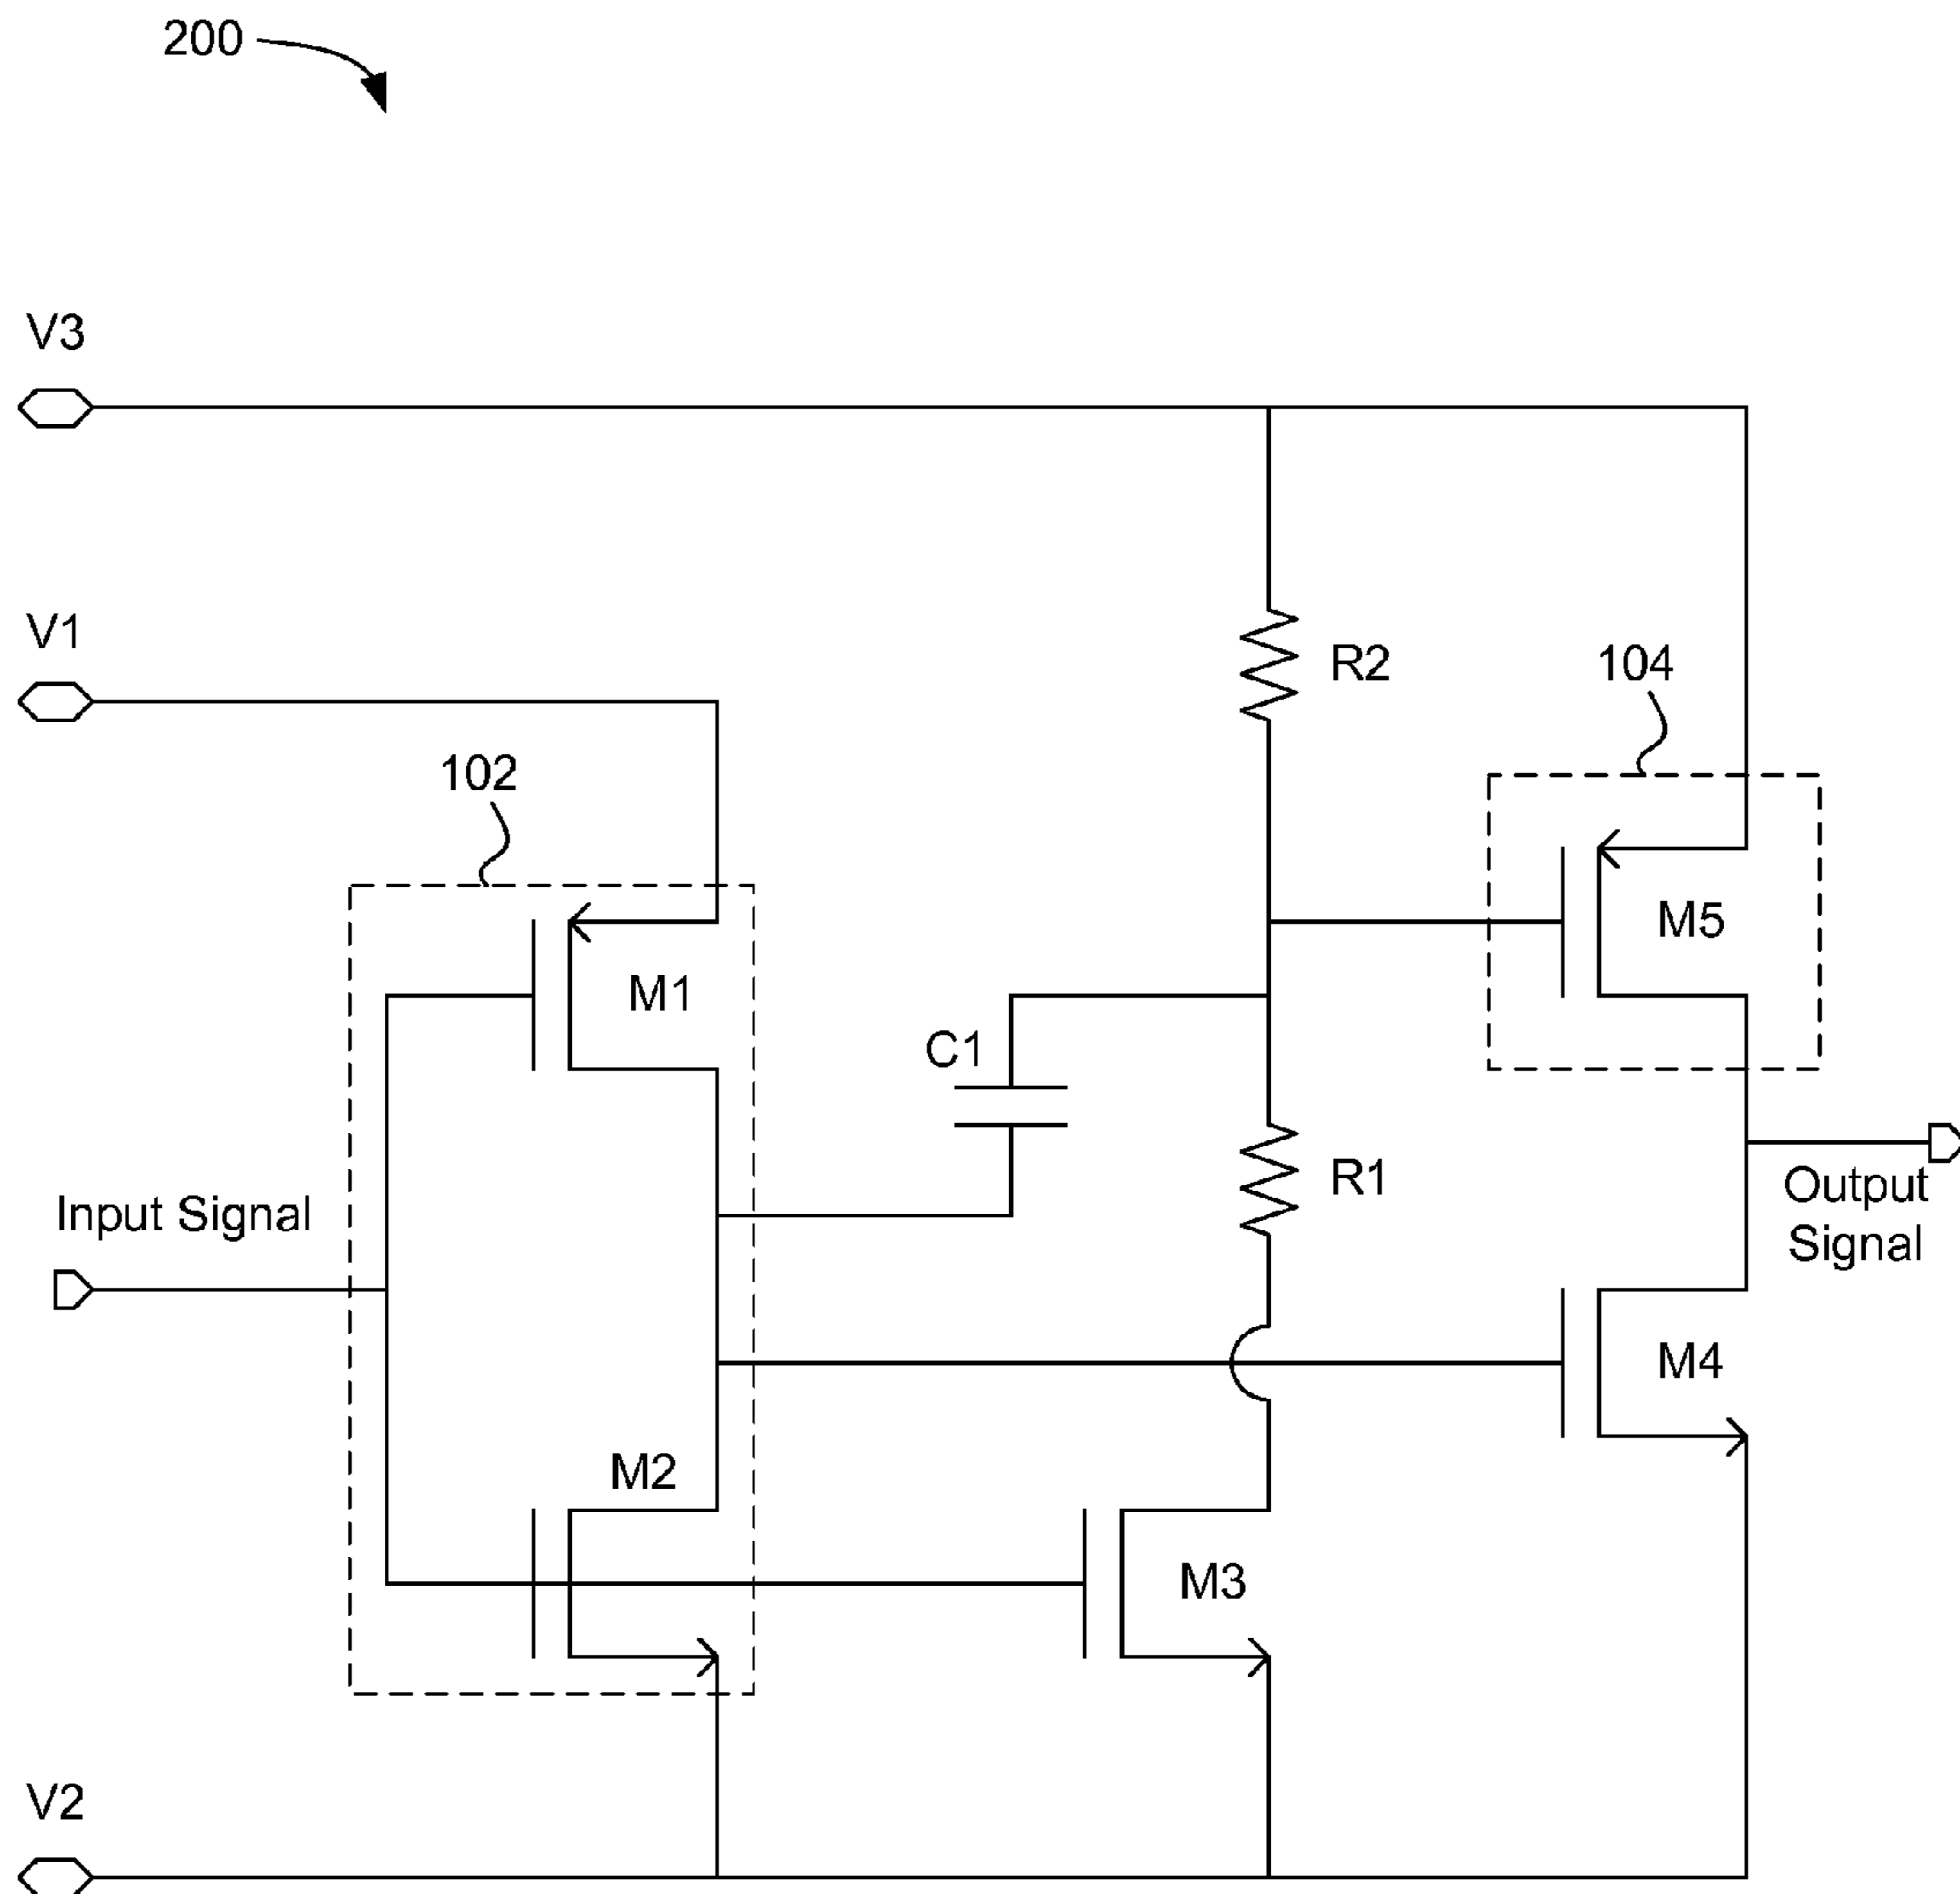 200
V3
V1
R2
104
102
M5
M1
C1
R1
Input Signal
Output
Signal
M4
M2
M3
V2